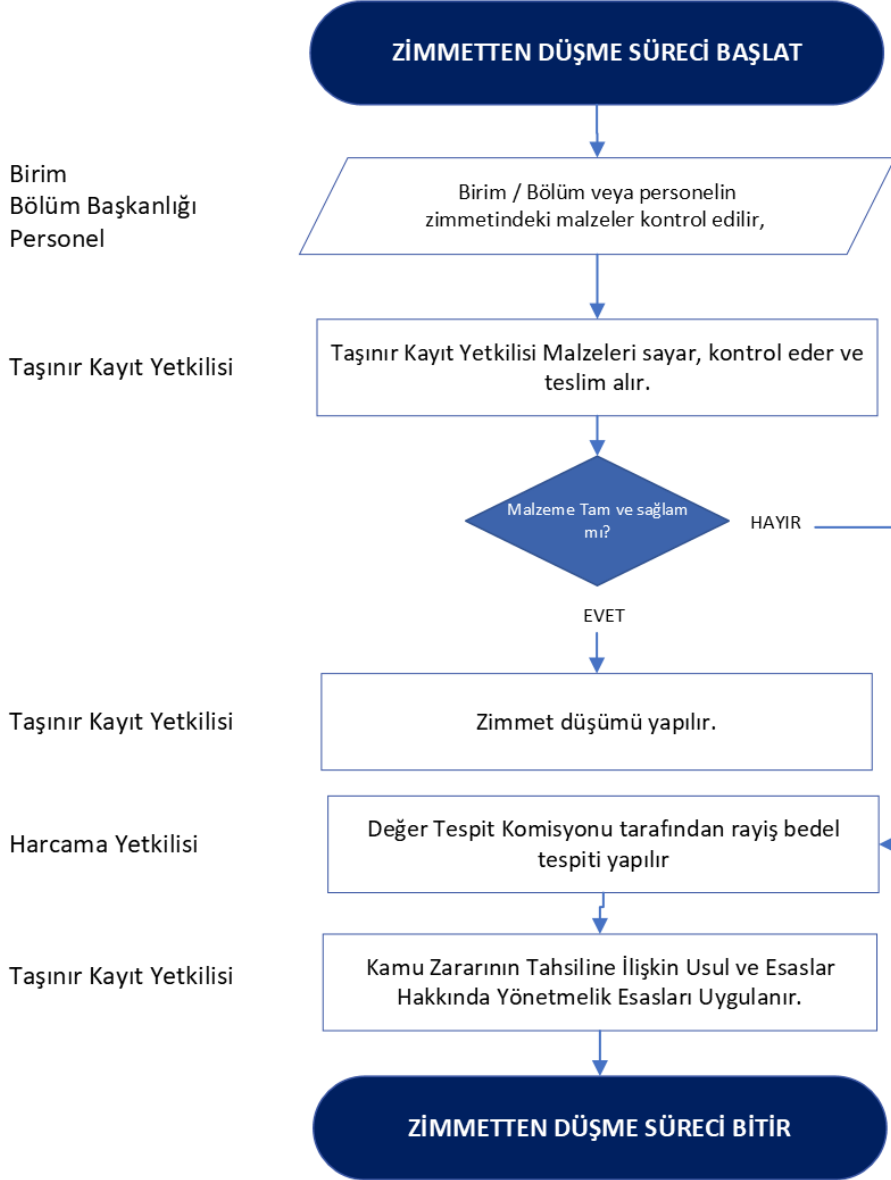 ZİMMETTEN DÜŞME SÜRECİ BAŞLAT
Birim
Bölüm Başkanlığı
Personel
Birim / Bölüm veya personelin
zimmetindeki malzeler kontrol edilir,
Taşınır Kayıt Yetkilisi
Taşınır Kayıt Yetkilisi Malzeleri sayar, kontrol eder ve
teslim alır.
Malzeme Tam ve sağlam
mı?
HAYIR
EVET
Taşınır Kayıt Yetkilisi
Zimmet düşümü yapılır.
Harcama Yetkilisi
Değer Tespit Komisyonu tarafından rayiş bedel
tespiti yapılır
Taşınır Kayıt Yetkilisi
Kamu Zararının Tahsiline İlişkin Usul ve Esaslar
Hakkında Yönetmelik Esasları Uygulanır.
ZİMMETTEN DÜŞME SÜRECİ BİTİR